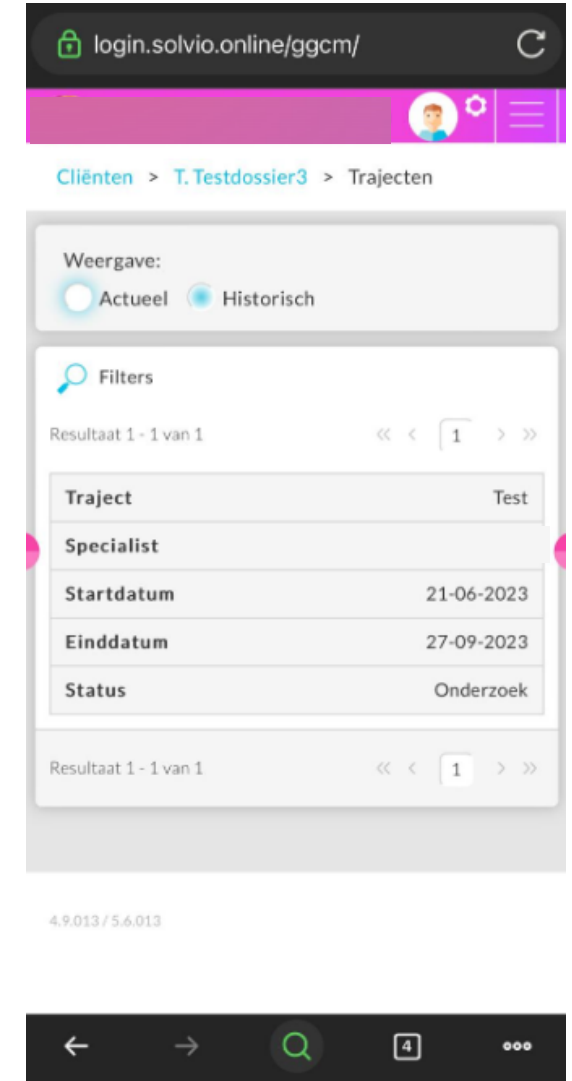 login.solvio.online/ggcm/
Cliënten > T. Testdossier3 > Trajecten
Weergave:
Actueel Historisch
Filters
Resultaat 1 - 1 van 1 « < 1 > »
Traject Test
Specialist
Startdatum 21-06-2023
Einddatum 27-09-2023
Status Onderzoek
Resultaat 1 - 1 van 1 « < 1 > »
4.9.013 / 5.6.013
4